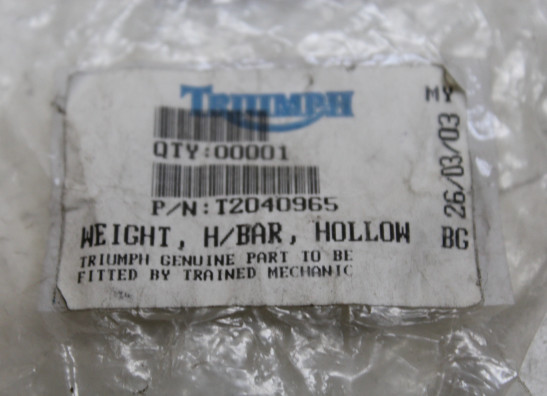 TRIUMPH
MY
QTY:00001
26/03/03
P/N:T2040965
WEIGHT, H/BAR, HOLLOW
BG
TRIUMPH GENUINE PART TO BE
FITTED BY TRAINED MECHANIC